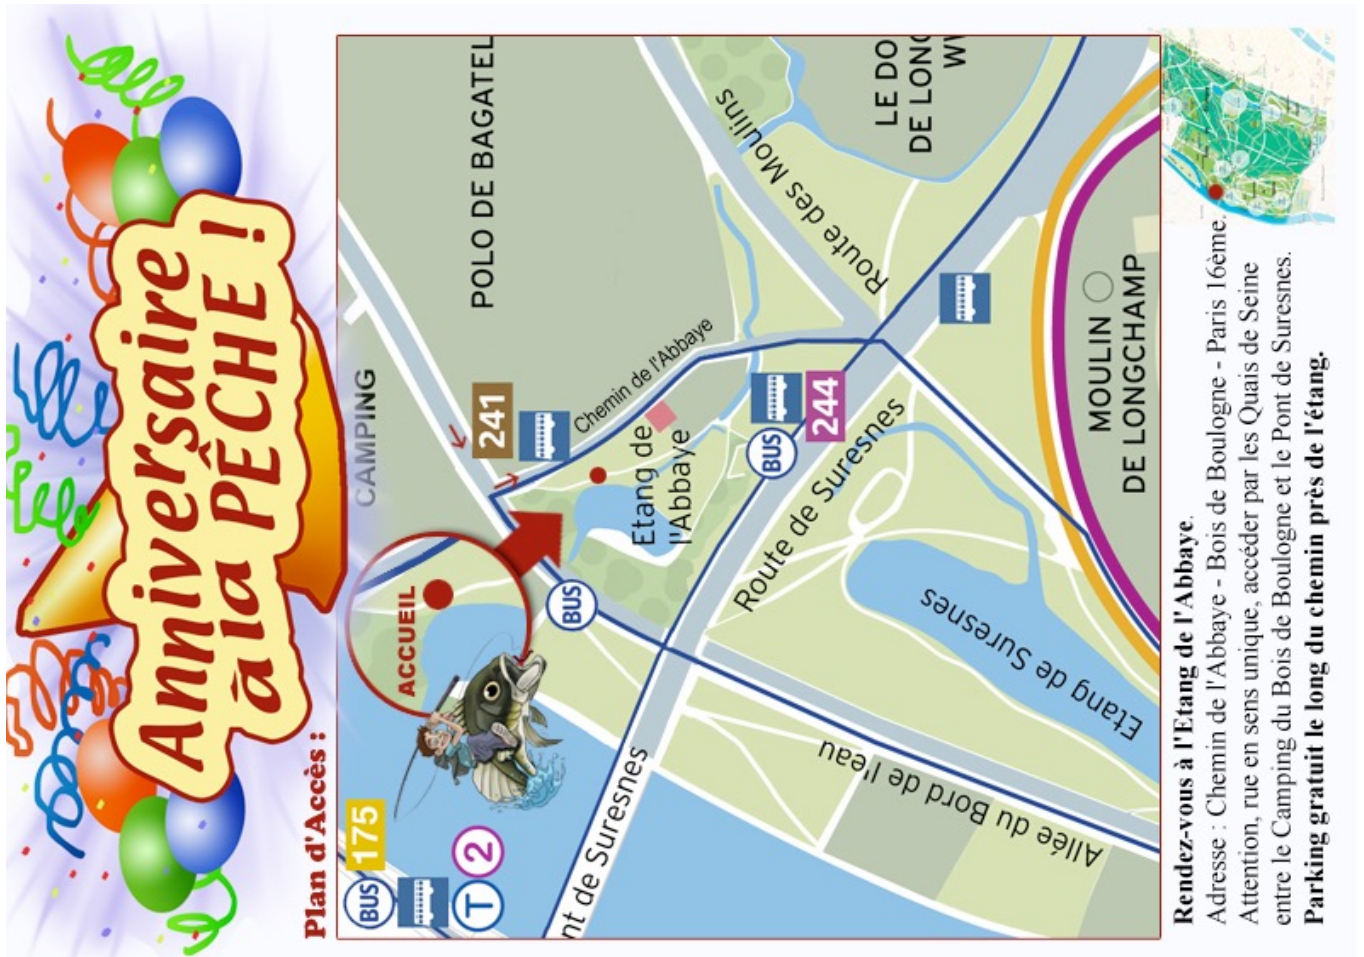 Anniversaire
à la PÊCHE !
Plan d'Accès :
BUS 175
T 2
ACCUEIL
CAMPING
POLO DE BAGATEL
241
Chemin de l'Abbaye
Etang de
l'Abbaye
BUS
BUS
244
Route des Moulins
LE DO
DE LONG
Route de Suresnes
nt de Suresnes
Etang de Suresnes
Allée du Bord de l'eau
MOULIN
DE LONGCHAMP
Rendez-vous à l'Etang de l'Abbaye.
Adresse : Chemin de l'Abbaye - Bois de Boulogne - Paris 16ème.
Attention, rue en sens unique, accéder par les Quais de Seine
entre le Camping du Bois de Boulogne et le Pont de Suresnes.
Parking gratuit le long du chemin près de l'étang.